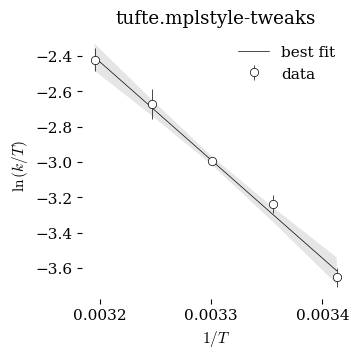 tufte.mplstyle-tweaks
best fit
data
−2.4
−2.6
−2.8
−3.0
−3.2
−3.4
−3.6
ln (k/T)
0.0032
0.0033
0.0034
1/T